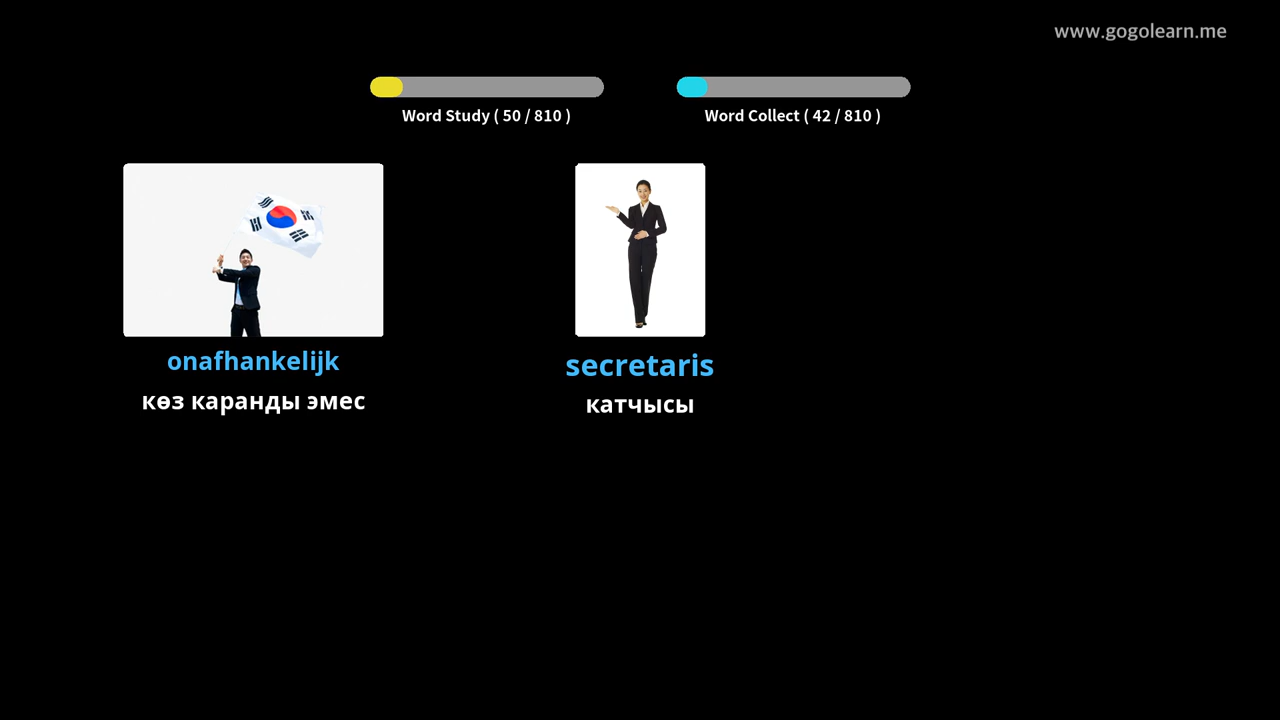 www.gogolearn.me
Word Study ( 50 / 810 )
Word Collect ( 42 / 810 )
onafhankelijk
көз каранды эмес
secretaris
катчысы